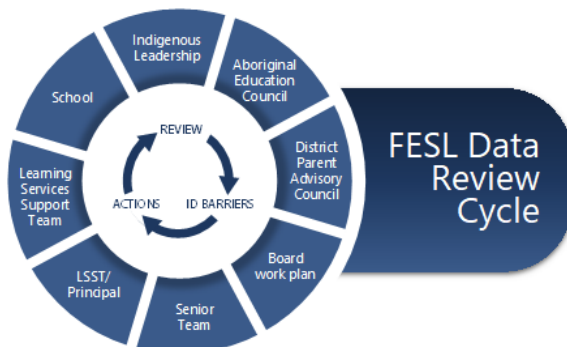 Indigenous
Leadership
Aboriginal
Education
Council
District
Parent
Advisory
Council
Board
work plan
Senior
Team
LSST/
Principal
Learning
Services
Support
Team
School
REVIEW
ID BARRIERS
ACTIONS
FESL Data
Review
Cycle